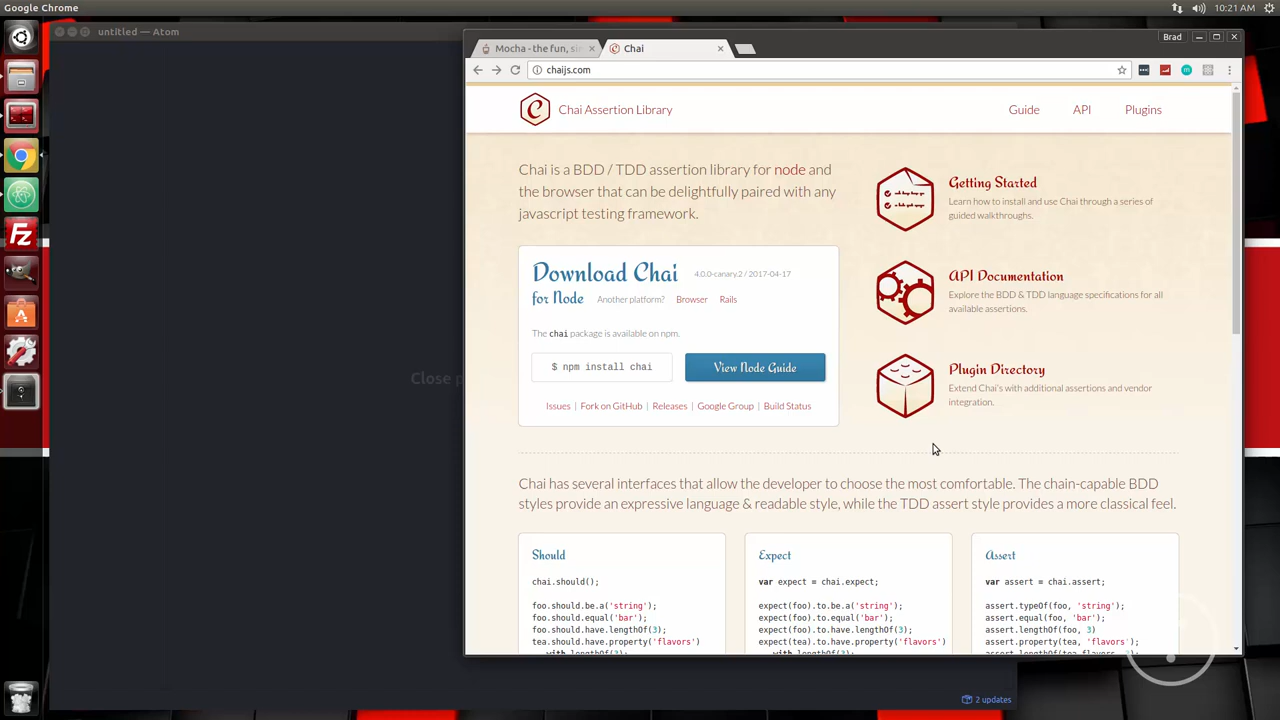 Google Chrome
10:21 AM
untitled — Atom
Brad
Mocha - the fun, si
Chai
chaijs.com
Chai Assertion Library
Guide
API
Plugins
Chai is a BDD / TDD assertion library for node and
the browser that can be delightfully paired with any
javascript testing framework.
Getting Started
Learn how to install and use Chai through a series of
guided walkthroughs.
Download Chai
4.0.0-canary.2 / 2017-04-17
for Node
Another platform?
Browser
Rails
API Documentation
Explore the BDD & TDD language specifications for all
available assertions.
The chai package is available on npm.
$ npm install chai
View Node Guide
Plugin Directory
Extend Chai's with additional assertions and vendor
integration.
Issues | Fork on GitHub | Releases | Google Group | Build Status
Close p
Chai has several interfaces that allow the developer to choose the most comfortable. The chain-capable BDD
styles provide an expressive language & readable style, while the TDD assert style provides a more classical feel.
Should
chai.should();
foo.should.be.a('string');
foo.should.equal('bar');
foo.should.have.lengthOf(3);
tea.should.have.property('flavors')
with.lengthOf(3);
Expect
var expect = chai.expect;
expect(foo).to.be.a('string');
expect(foo).to.equal('bar');
expect(foo).to.have.lengthOf(3);
expect(tea).to.have.property('flavors')
with.lengthOf(3);
Assert
var assert = chai.assert;
assert.typeOf(foo, 'string');
assert.equal(foo, 'bar');
assert.lengthOf(foo, 3)
assert.property(tea, 'flavors');
2 updates